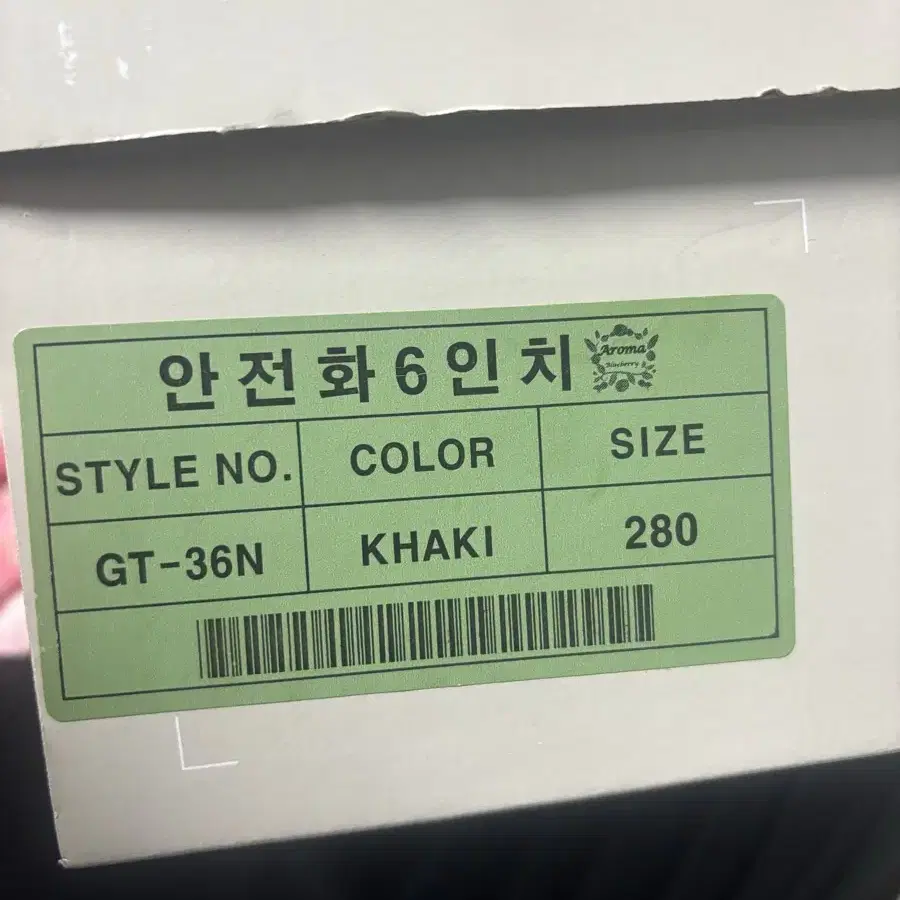 안전화6인치 Aroma Blueberry
STYLE NO. COLOR SIZE
GT-36N KHAKI 280